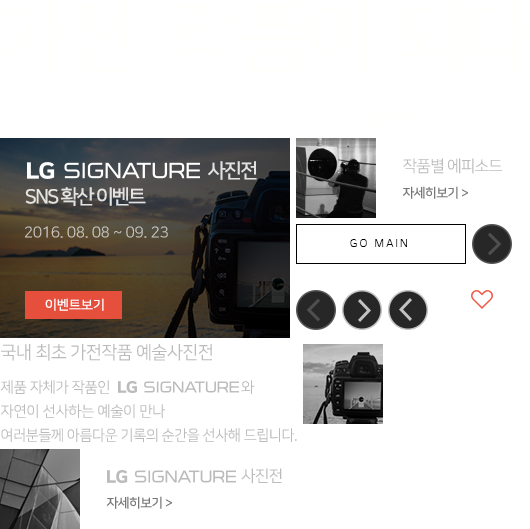 LG SIGNATURE 사진전
SNS 확산 이벤트
2016. 08. 08 ~ 09. 23
이벤트보기
작품별 에피소드
자세히보기 >
GO MAIN
국내 최초 가전작품 예술사진전
제품 자체가 작품인 LG SIGNATURE와
자연이 선사하는 예술이 만나
여러분들께 아름다운 기록의 순간을 선사해 드립니다.
LG SIGNATURE 사진전
자세히보기 >